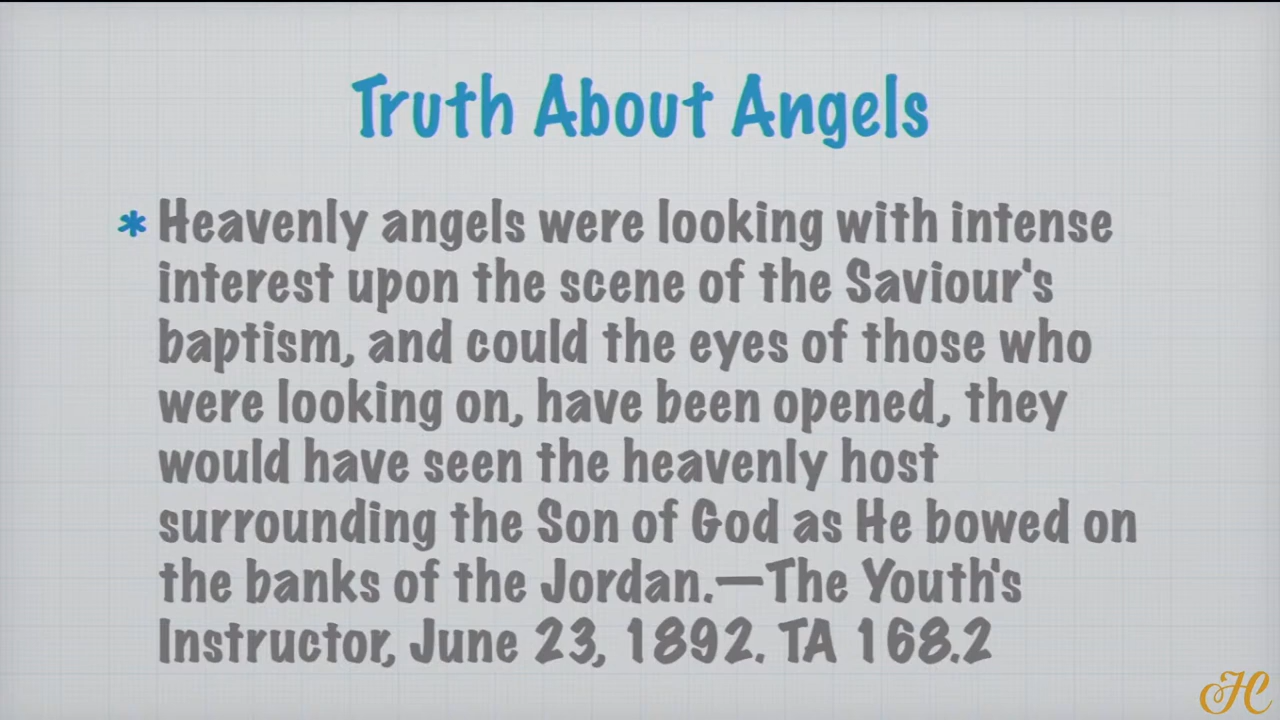 Truth About Angels
* Heavenly angels were looking with intense
interest upon the scene of the Saviour's
baptism, and could the eyes of those who
were looking on, have been opened, they
would have seen the heavenly host
surrounding the Son of God as He bowed on
the banks of the Jordan.—The Youth's
Instructor, June 23, 1892. TA 168.2
HC